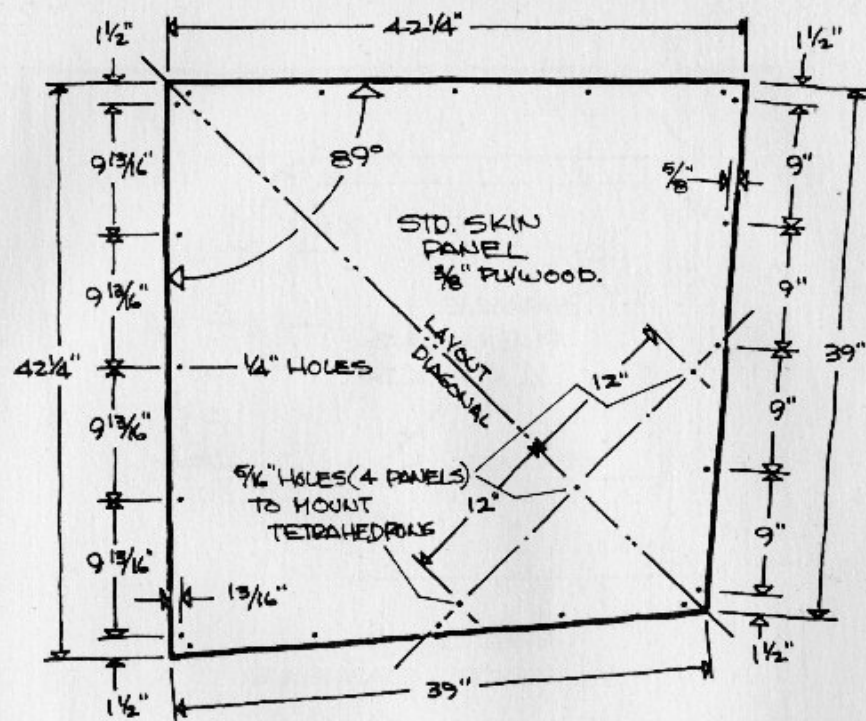 42 1/4"
1 1/2"
1 1/2"
9 13/16"
89°
5/8"
9"
STD. SKIN
PANEL
3/8" PLYWOOD.
9 13/16"
9"
LAYOUT
DIAGONAL
42 1/4"
1/4" HOLES
12"
39"
9 13/16"
9"
5/16" HOLES (4 PANELS)
TO MOUNT
TETRAHEDRONS
12"
9 13/16"
9"
13/16"
1 1/2"
1 1/2"
39"